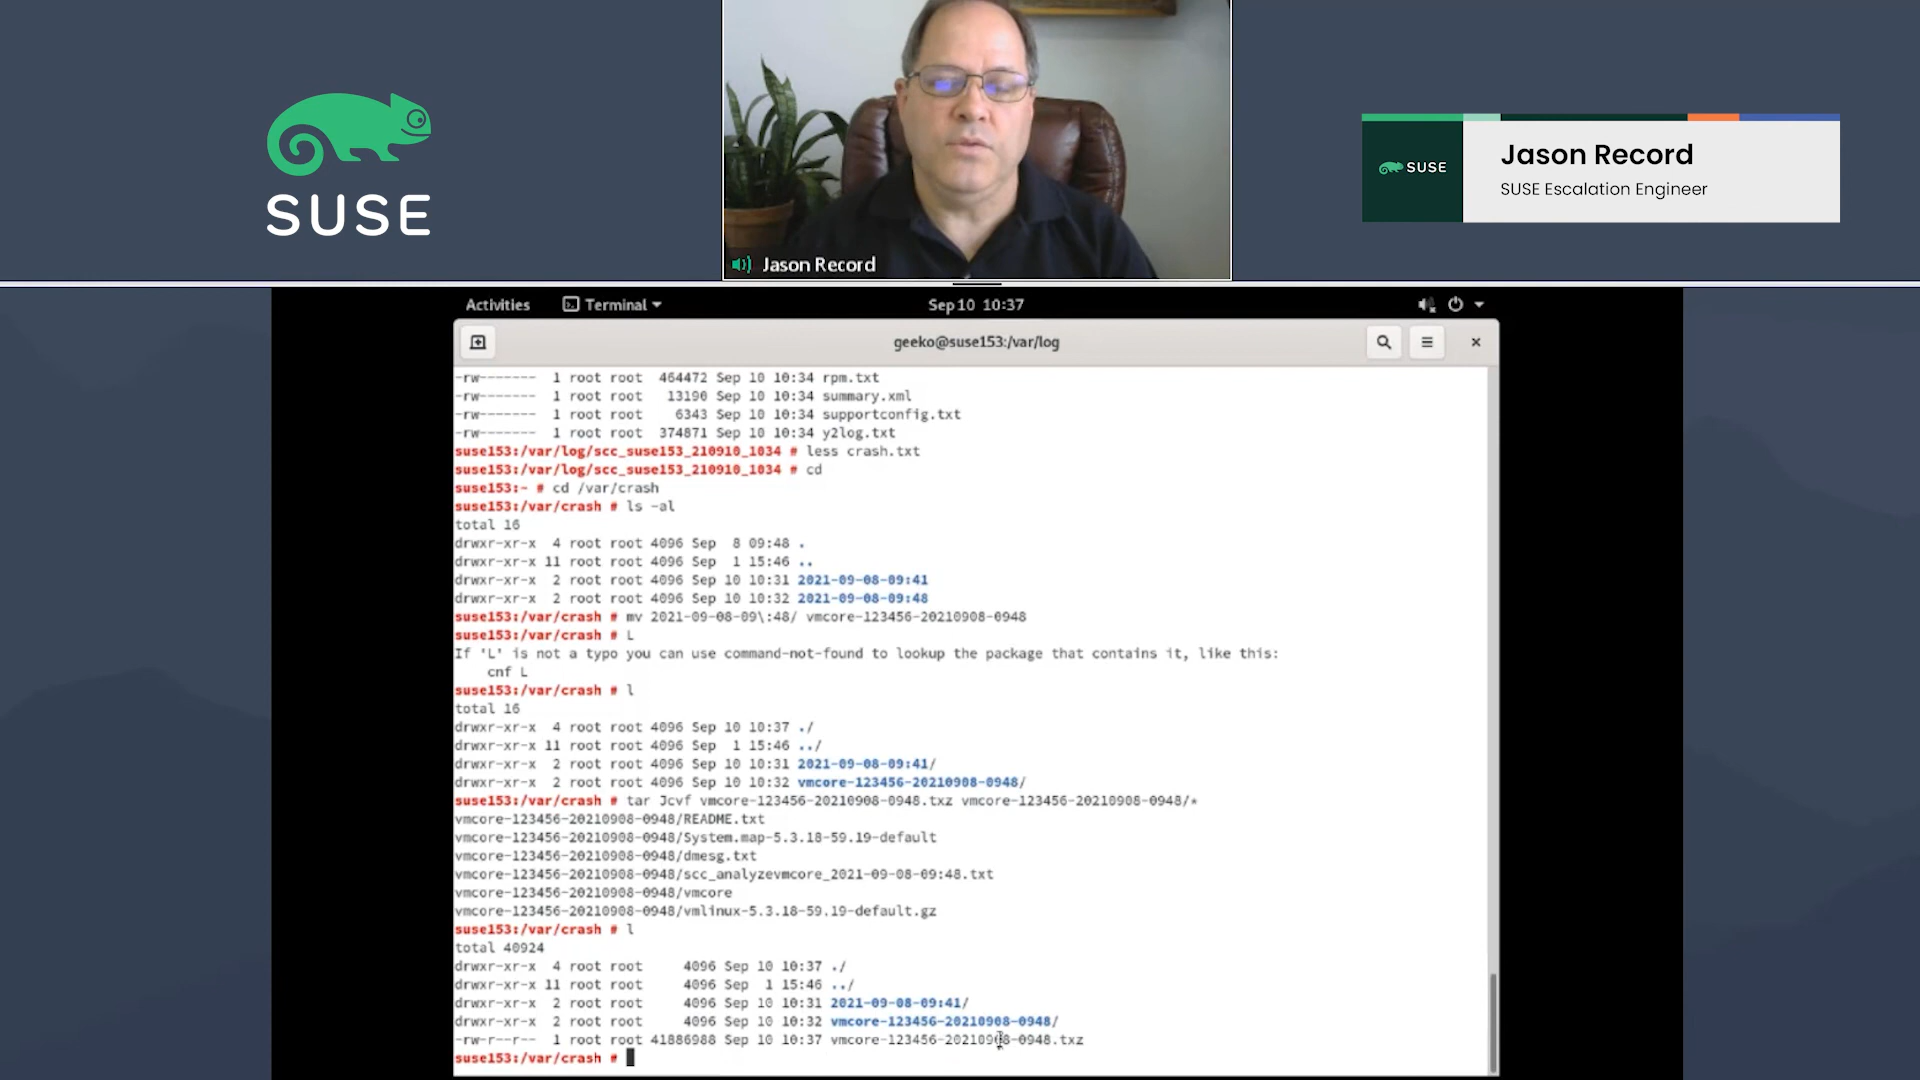 SUSE
Jason Record
SUSE
Jason Record
SUSE Escalation Engineer
Activities Terminal Sep 10 10:37
geeko@suse153:/var/log
-rw------- 1 root root 464472 Sep 10 10:34 rpm.txt
-rw------- 1 root root 13190 Sep 10 10:34 summary.xml
-rw------- 1 root root 6343 Sep 10 10:34 supportconfig.txt
-rw------- 1 root root 374871 Sep 10 10:34 y2log.txt
suse153:/var/log/scc_suse153_210910_1034 # less crash.txt
suse153:/var/log/scc_suse153_210910_1034 # cd
suse153:~ # cd /var/crash
suse153:/var/crash # ls -al
total 16
drwxr-xr-x 4 root root 4096 Sep 8 09:48 .
drwxr-xr-x 11 root root 4096 Sep 1 15:46 ..
drwxr-xr-x 2 root root 4096 Sep 10 10:31 2021-09-08-09:41
drwxr-xr-x 2 root root 4096 Sep 10 10:32 2021-09-08-09:48
suse153:/var/crash # mv 2021-09-08-09\:48/ vmcore-123456-20210908-0948
suse153:/var/crash # L
If 'L' is not a typo you can use command-not-found to lookup the package that contains it, like this:
cnf L
suse153:/var/crash # l
total 16
drwxr-xr-x 4 root root 4096 Sep 10 10:37 ./
drwxr-xr-x 11 root root 4096 Sep 1 15:46 ../
drwxr-xr-x 2 root root 4096 Sep 10 10:31 2021-09-08-09:41/
drwxr-xr-x 2 root root 4096 Sep 10 10:32 vmcore-123456-20210908-0948/
suse153:/var/crash # tar Jcvf vmcore-123456-20210908-0948.txz vmcore-123456-20210908-0948/*
vmcore-123456-20210908-0948/README.txt
vmcore-123456-20210908-0948/System.map-5.3.18-59.19-default
vmcore-123456-20210908-0948/dmesg.txt
vmcore-123456-20210908-0948/scc_analyzevmcore_2021-09-08-09:48.txt
vmcore-123456-20210908-0948/vmcore
vmcore-123456-20210908-0948/vmlinux-5.3.18-59.19-default.gz
suse153:/var/crash # l
total 40924
drwxr-xr-x 4 root root 4096 Sep 10 10:37 ./
drwxr-xr-x 11 root root 4096 Sep 1 15:46 ../
drwxr-xr-x 2 root root 4096 Sep 10 10:31 2021-09-08-09:41/
drwxr-xr-x 2 root root 4096 Sep 10 10:32 vmcore-123456-20210908-0948/
-rw-r--r-- 1 root root 41886988 Sep 10 10:37 vmcore-123456-20210908-0948.txz
suse153:/var/crash #